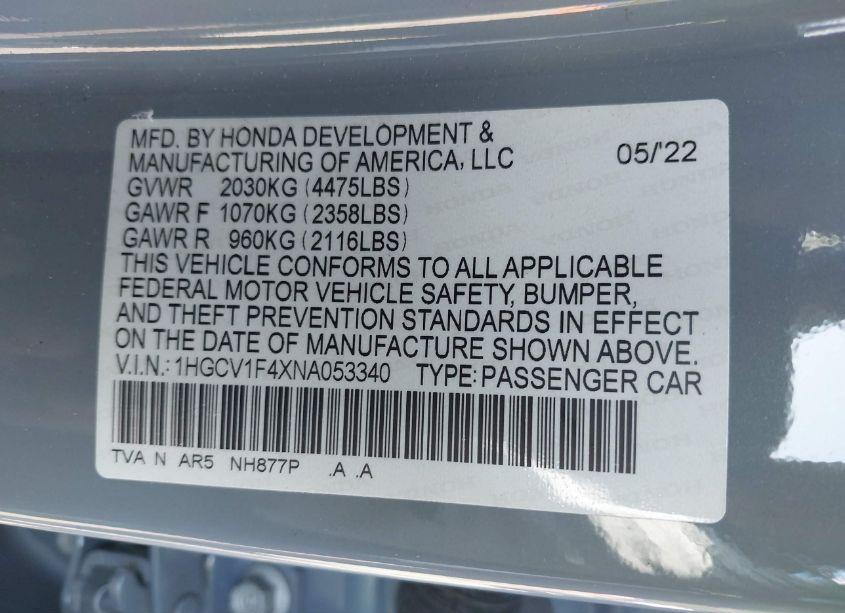 MFD. BY HONDA DEVELOPMENT &
MANUFACTURING OF AMERICA, LLC 05/'22
GVWR 2030KG (4475LBS)
GAWR F 1070KG (2358LBS)
GAWR R 960KG (2116LBS)
THIS VEHICLE CONFORMS TO ALL APPLICABLE
FEDERAL MOTOR VEHICLE SAFETY, BUMPER,
AND THEFT PREVENTION STANDARDS IN EFFECT
ON THE DATE OF MANUFACTURE SHOWN ABOVE.
V.I.N.: 1HGCV1F4XNA053340 TYPE: PASSENGER CAR
TVA N AR5 NH877P .A .A